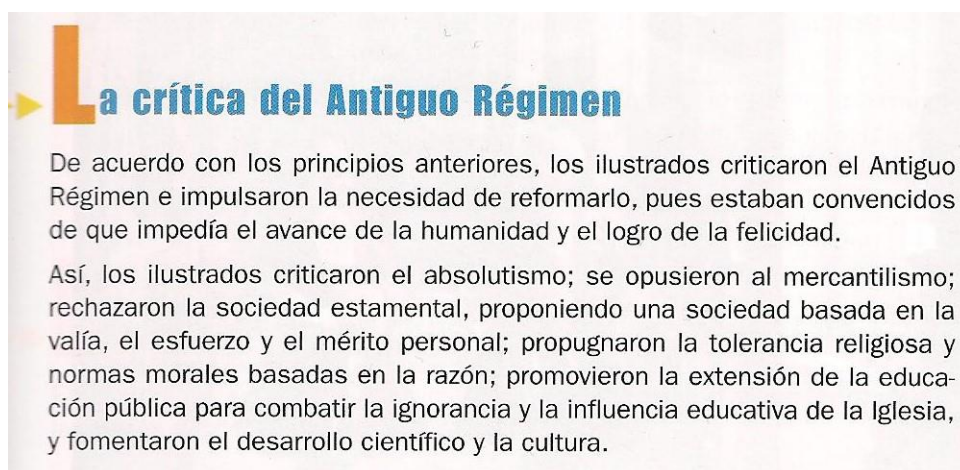 La crítica del Antiguo Régimen
De acuerdo con los principios anteriores, los ilustrados criticaron el Antiguo
Régimen e impulsaron la necesidad de reformarlo, pues estaban convencidos
de que impedía el avance de la humanidad y el logro de la felicidad.
Así, los ilustrados criticaron el absolutismo; se opusieron al mercantilismo;
rechazaron la sociedad estamental, proponiendo una sociedad basada en la
valía, el esfuerzo y el mérito personal; propugnaron la tolerancia religiosa y
normas morales basadas en la razón; promovieron la extensión de la educa-
ción pública para combatir la ignorancia y la influencia educativa de la Iglesia,
y fomentaron el desarrollo científico y la cultura.